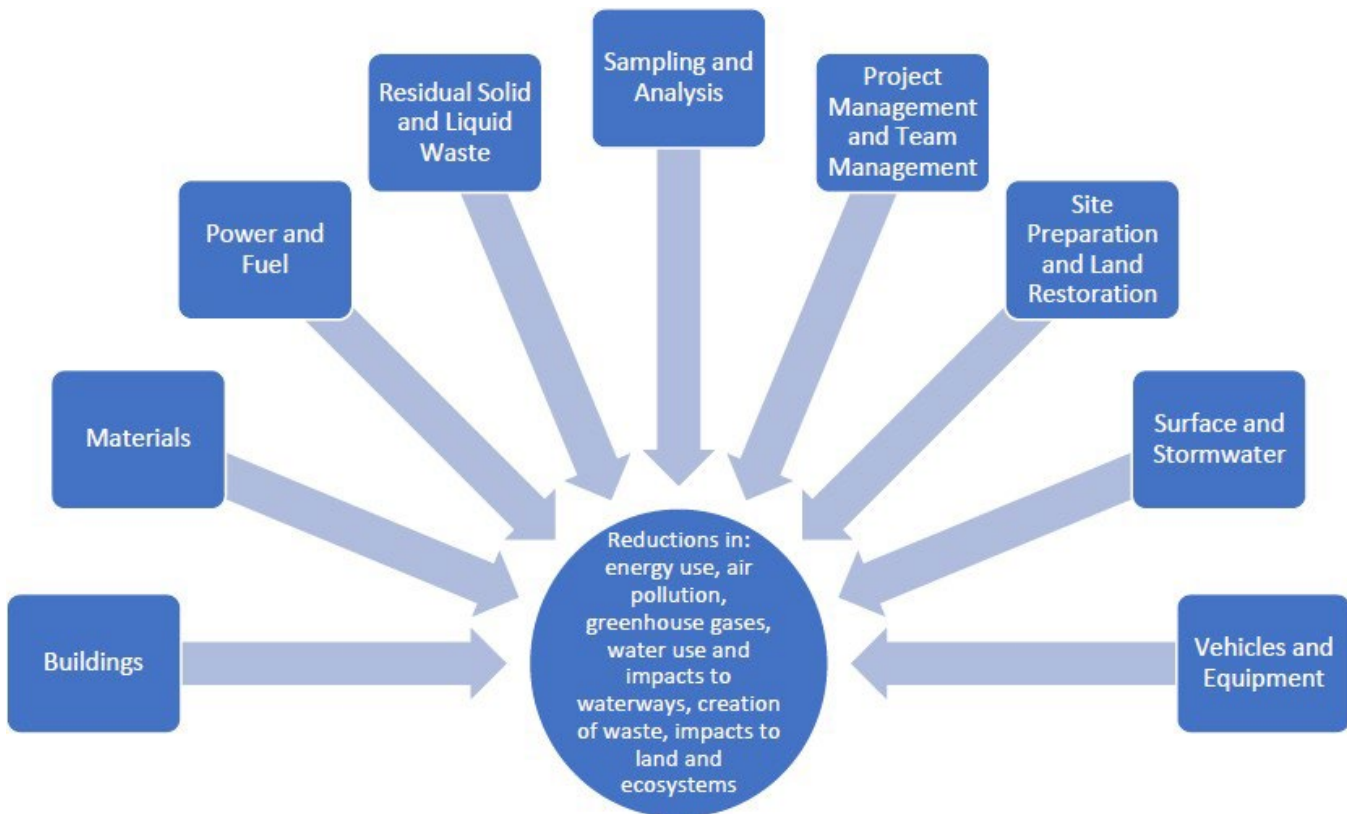 Sampling and
Analysis
Residual Solid
and Liquid
Waste
Project
Management
and Team
Management
Power and
Fuel
Site
Preparation
and Land
Restoration
Materials
Surface and
Stormwater
Buildings
Reductions in:
energy use, air
pollution,
greenhouse gases,
water use and
impacts to
waterways, creation
of waste, impacts to
land and
ecosystems
Vehicles and
Equipment